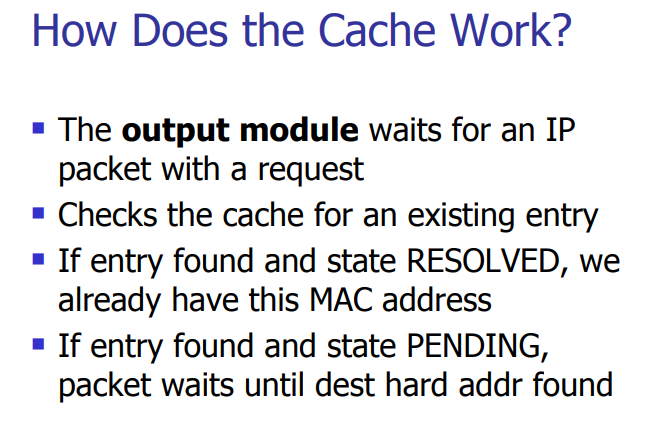 How Does the Cache Work?
▪ The output module waits for an IP
packet with a request
▪ Checks the cache for an existing entry
▪ If entry found and state RESOLVED, we
already have this MAC address
▪ If entry found and state PENDING,
packet waits until dest hard addr found